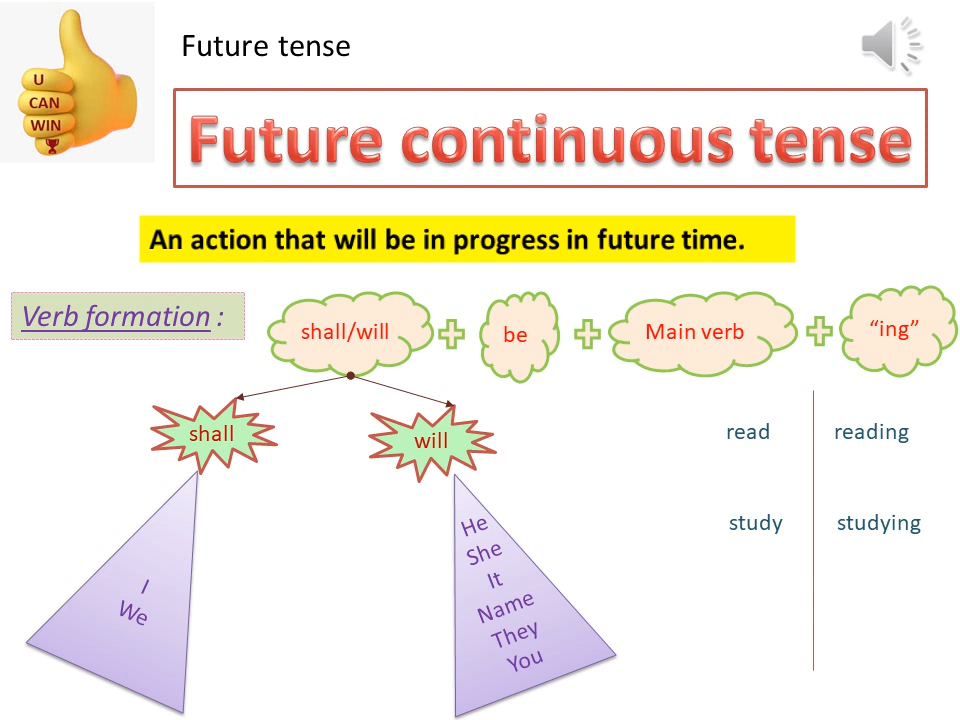 U
CAN
WIN
Future tense
Future continuous tense
An action that will be in progress in future time.
Verb formation :
shall/will
be
Main verb
“ing”
shall
will
read
reading
study
studying
I
We
He
She
It
Name
They
You